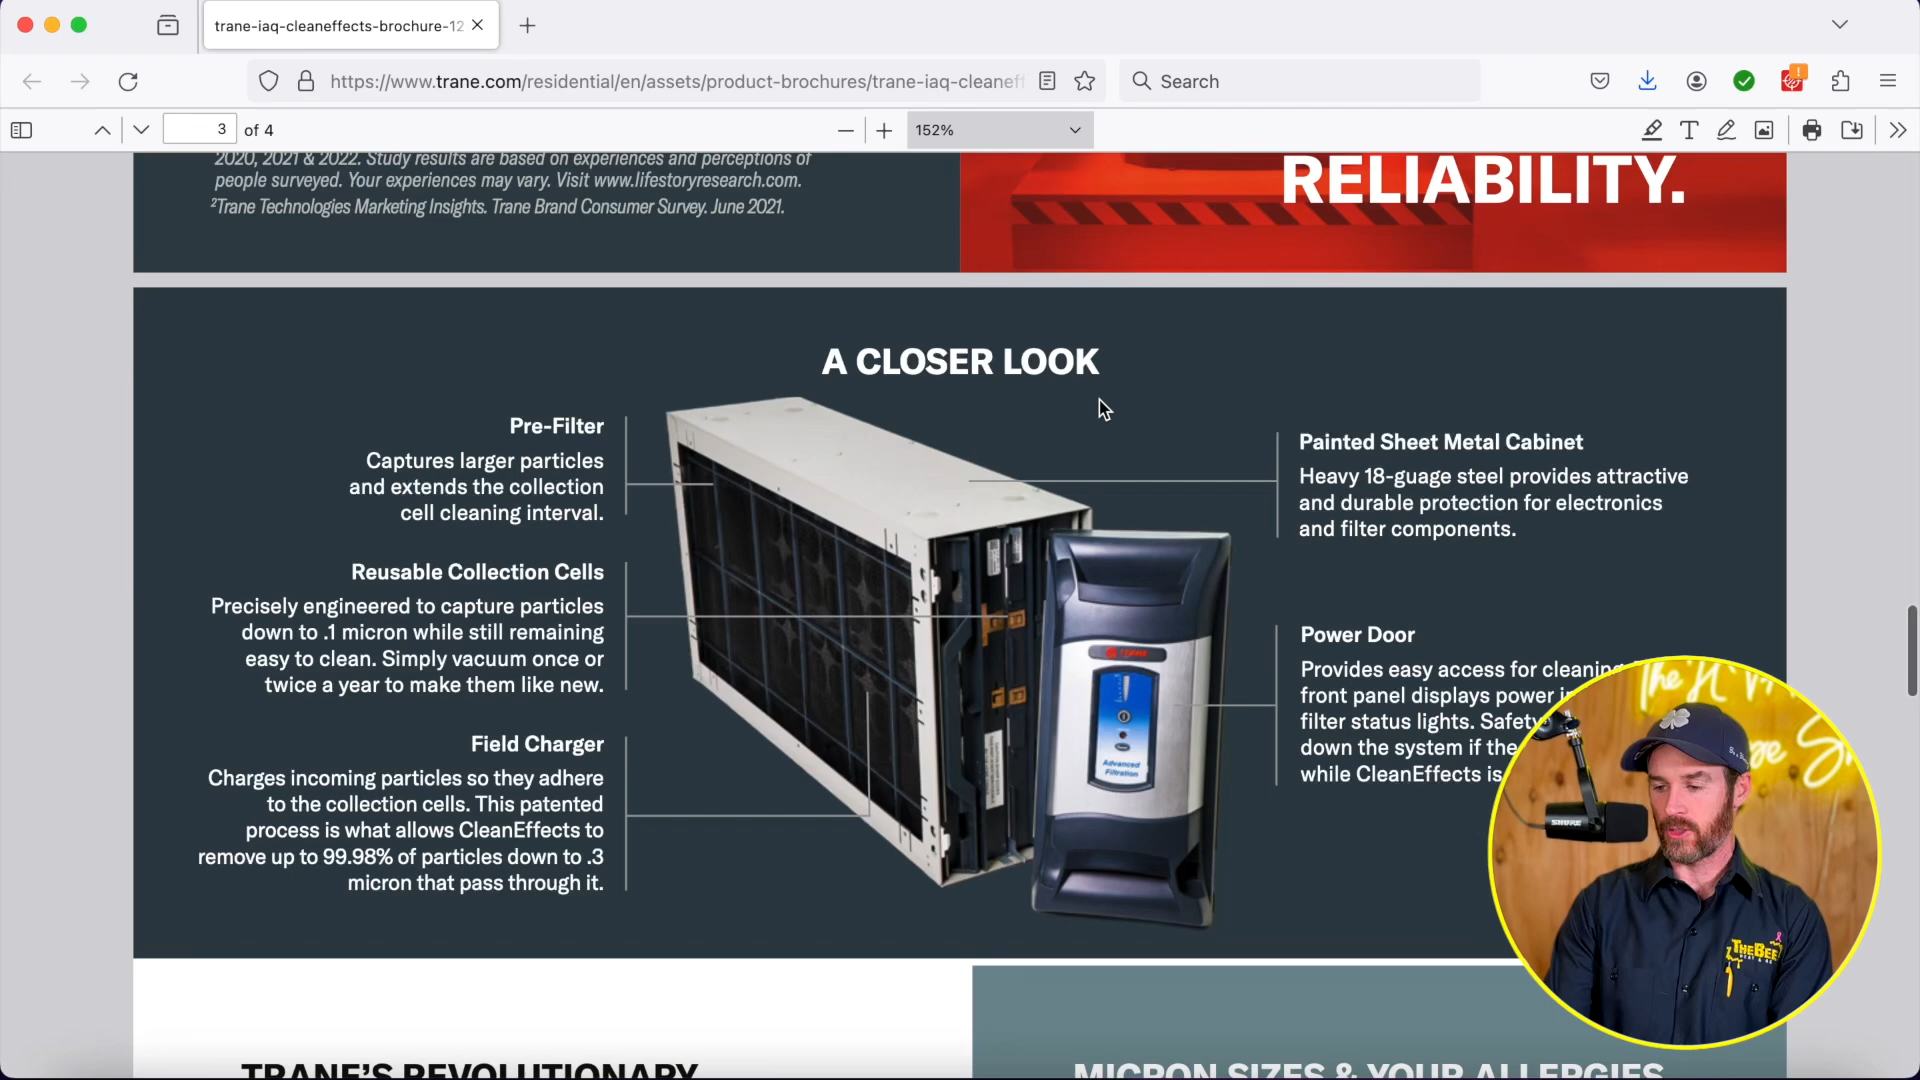 trane-iaq-cleaneffects-brochure-12
https://www.trane.com/residential/en/assets/product-brochures/trane-iaq-cleaneff
Search
3 of 4
152%
2020, 2021 & 2022. Study results are based on experiences and perceptions of
people surveyed. Your experiences may vary. Visit www.lifestoryresearch.com.
²Trane Technologies Marketing Insights. Trane Brand Consumer Survey. June 2021.
RELIABILITY.
A CLOSER LOOK
Pre-Filter
Captures larger particles
and extends the collection
cell cleaning interval.
Reusable Collection Cells
Precisely engineered to capture particles
down to .1 micron while still remaining
easy to clean. Simply vacuum once or
twice a year to make them like new.
Field Charger
Charges incoming particles so they adhere
to the collection cells. This patented
process is what allows CleanEffects to
remove up to 99.98% of particles down to .3
micron that pass through it.
Painted Sheet Metal Cabinet
Heavy 18-guage steel provides attractive
and durable protection for electronics
and filter components.
Power Door
Provides easy access for cleaning
front panel displays power
filter status lights. Safety
down the system if the
while CleanEffects is
TRANE
Advanced
Filtration
The
SHURE
THEBEE
TRANE'S REVOLUTIONARY
MICRON SIZES & YOUR ALLERGIES